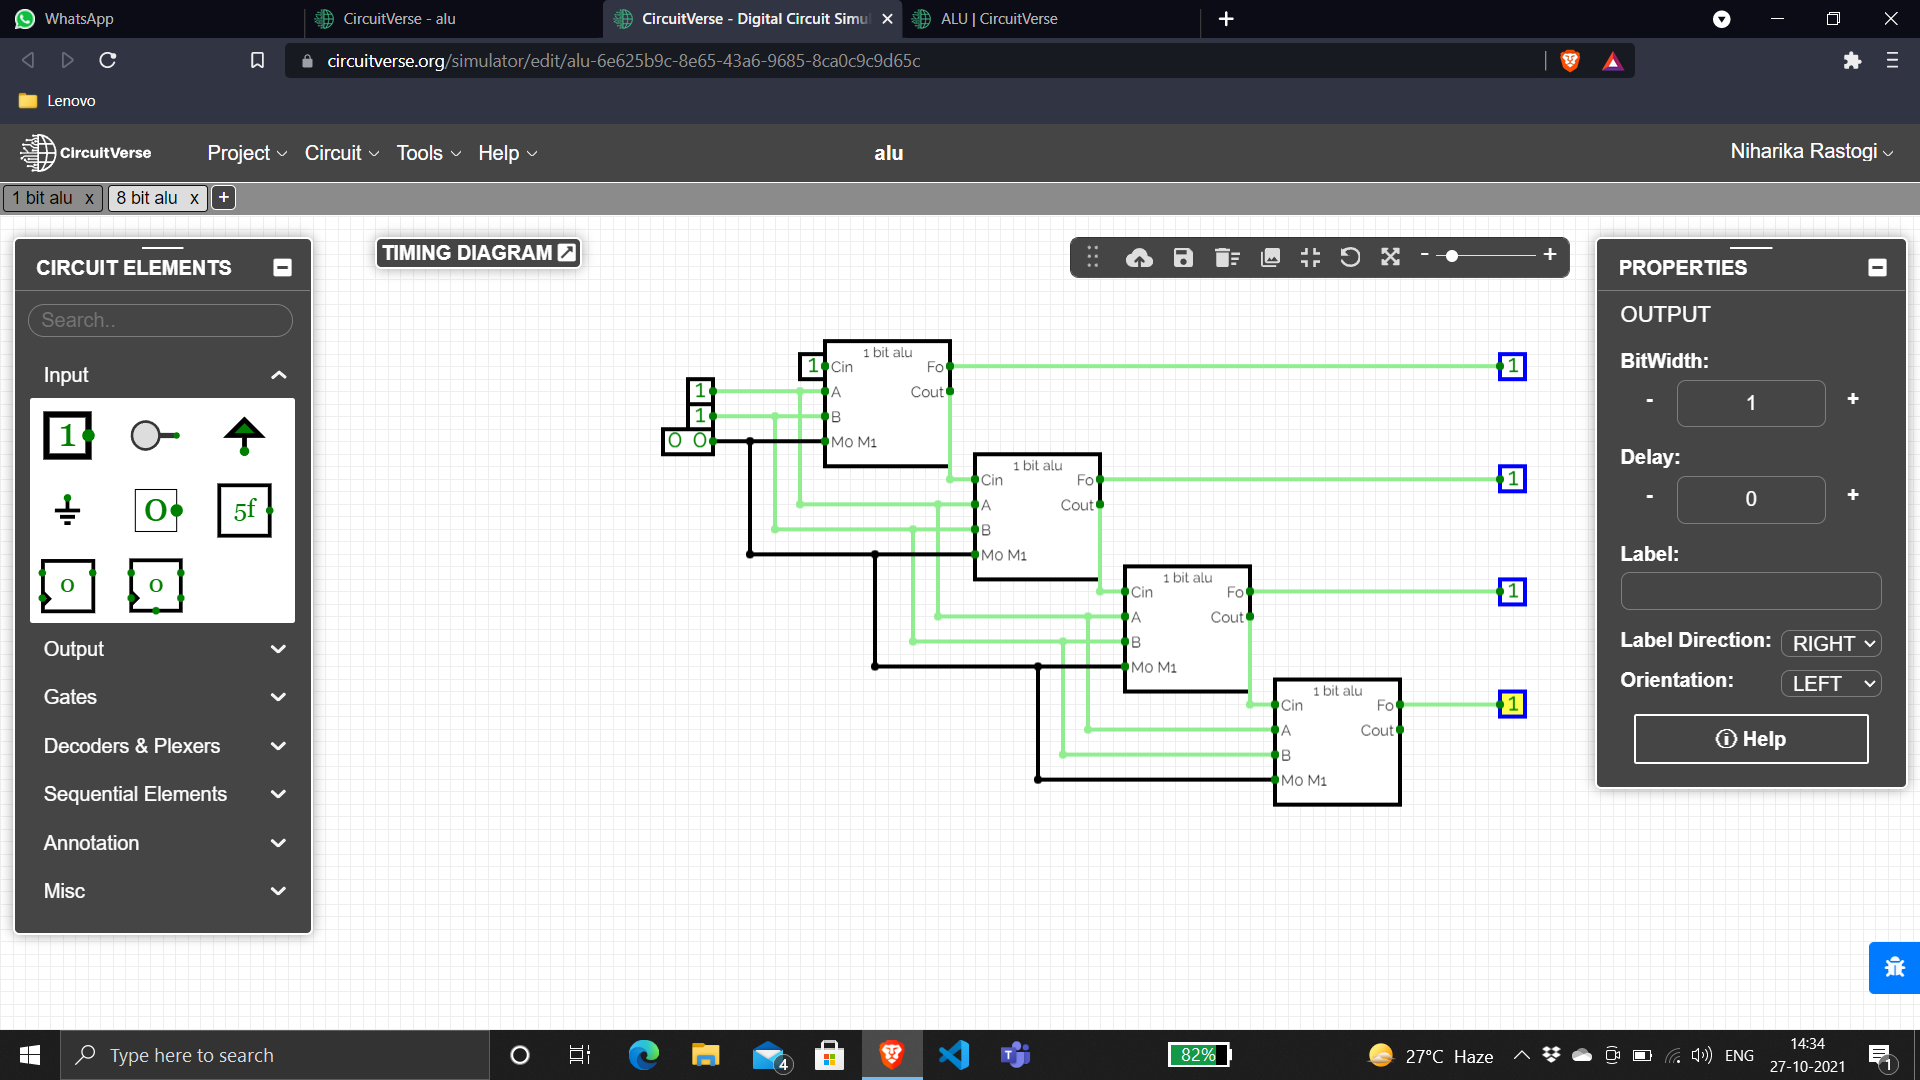 WhatsApp
CircuitVerse - alu
CircuitVerse - Digital Circuit Simu
ALU | CircuitVerse
circuitverse.org/simulator/edit/alu-6e625b9c-8e65-43a6-9685-8ca0c9c9d65c
Lenovo
CircuitVerse
Project
Circuit
Tools
Help
alu
Niharika Rastogi
1 bit alu x
8 bit alu x
+
CIRCUIT ELEMENTS
Search..
Input
1
O
5f
0
0
Output
Gates
Decoders & Plexers
Sequential Elements
Annotation
Misc
TIMING DIAGRAM
- +
1
1
1
0 0
1 bit alu
Cin Fo
A Cout
B
M0 M1
1
1 bit alu
Cin Fo
A Cout
B
M0 M1
1
1 bit alu
Cin Fo
A Cout
B
M0 M1
1
1 bit alu
Cin Fo
A Cout
B
M0 M1
1
PROPERTIES
OUTPUT
BitWidth:
- 1 +
Delay:
- 0 +
Label:
Label Direction: RIGHT
Orientation: LEFT
Help
Type here to search
4
82%
27°C Haze
ENG
14:34
27-10-2021
1